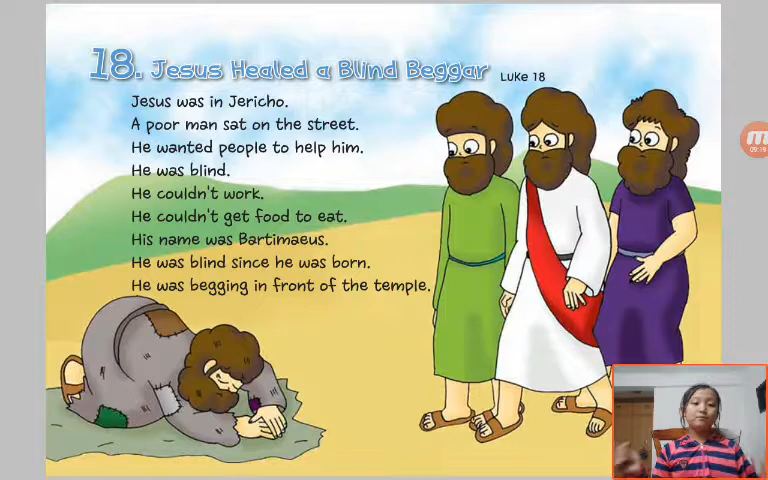 18. Jesus Healed a Blind Beggar Luke 18
Jesus was in Jericho.
A poor man sat on the street.
He wanted people to help him.
He was blind.
He couldn't work.
He couldn't get food to eat.
His name was Bartimaeus.
He was blind since he was born.
He was begging in front of the temple.
M
09:19